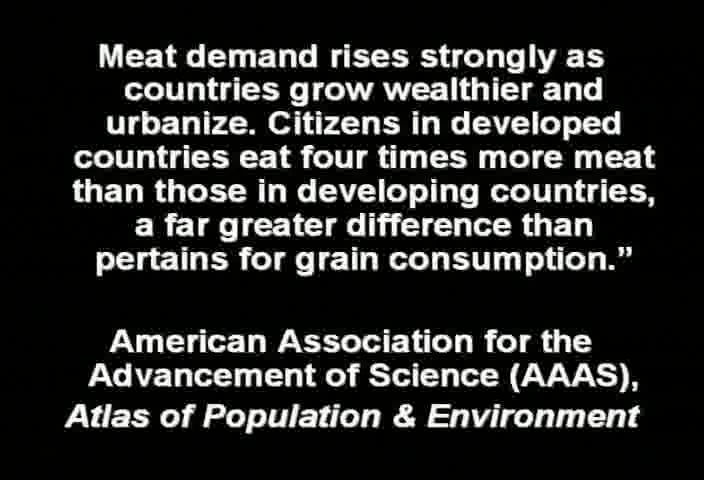 Meat demand rises strongly as
countries grow wealthier and
urbanize. Citizens in developed
countries eat four times more meat
than those in developing countries,
a far greater difference than
pertains for grain consumption.”
American Association for the
Advancement of Science (AAAS),
Atlas of Population & Environment